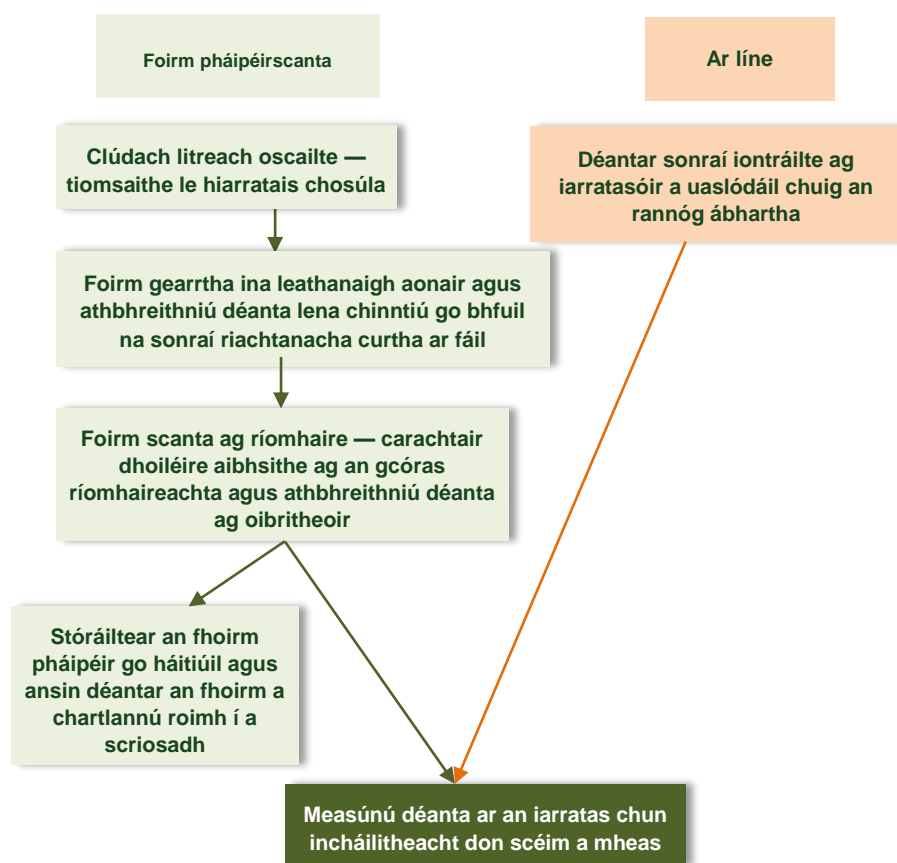 Foirm pháipéirscanta
Ar líne
Clúdach litreach oscailte —
tiomsaithe le hiarratais chosúla
Déantar sonraí iontráilte ag
iarratasóir a uaslódáil chuig an
rannóg ábhartha
Foirm gearrtha ina leathanaigh aonair agus
athbhreithniú déanta lena chinntiú go bhfuil
na sonraí riachtanacha curtha ar fáil
Foirm scanta ag ríomhaire — carachtair
dhoiléire aibhsithe ag an gcóras
ríomhaireachta agus athbhreithniú déanta
ag oibritheoir
Stóráiltear an fhoirm
pháipéir go háitiúil agus
ansin déantar an fhoirm a
chartlannú roimh í a
scriosadh
Measúnú déanta ar an iarratas chun
incháilitheacht don scéim a mheas